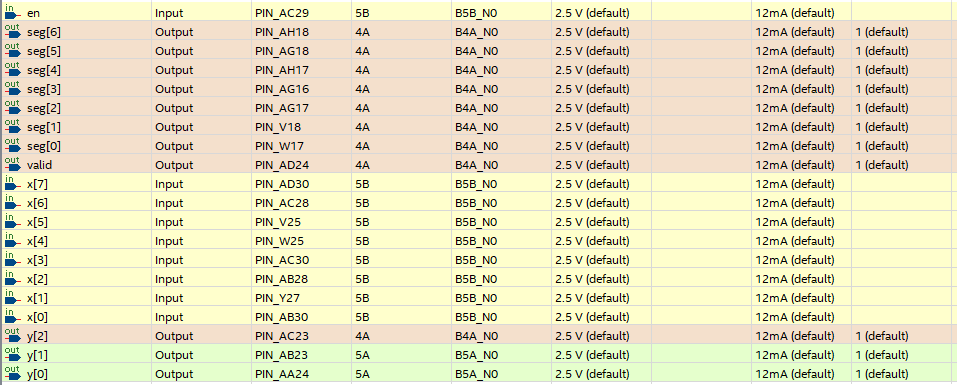 in en Input PIN_AC29 5B B5B_N0 2.5 V (default) 12mA (default)
out seg[6] Output PIN_AH18 4A B4A_N0 2.5 V (default) 12mA (default) 1 (default)
out seg[5] Output PIN_AG18 4A B4A_N0 2.5 V (default) 12mA (default) 1 (default)
out seg[4] Output PIN_AH17 4A B4A_N0 2.5 V (default) 12mA (default) 1 (default)
out seg[3] Output PIN_AG16 4A B4A_N0 2.5 V (default) 12mA (default) 1 (default)
out seg[2] Output PIN_AG17 4A B4A_N0 2.5 V (default) 12mA (default) 1 (default)
out seg[1] Output PIN_V18 4A B4A_N0 2.5 V (default) 12mA (default) 1 (default)
out seg[0] Output PIN_W17 4A B4A_N0 2.5 V (default) 12mA (default) 1 (default)
out valid Output PIN_AD24 4A B4A_N0 2.5 V (default) 12mA (default) 1 (default)
in x[7] Input PIN_AD30 5B B5B_N0 2.5 V (default) 12mA (default)
in x[6] Input PIN_AC28 5B B5B_N0 2.5 V (default) 12mA (default)
in x[5] Input PIN_V25 5B B5B_N0 2.5 V (default) 12mA (default)
in x[4] Input PIN_W25 5B B5B_N0 2.5 V (default) 12mA (default)
in x[3] Input PIN_AC30 5B B5B_N0 2.5 V (default) 12mA (default)
in x[2] Input PIN_AB28 5B B5B_N0 2.5 V (default) 12mA (default)
in x[1] Input PIN_Y27 5B B5B_N0 2.5 V (default) 12mA (default)
in x[0] Input PIN_AB30 5B B5B_N0 2.5 V (default) 12mA (default)
out y[2] Output PIN_AC23 4A B4A_N0 2.5 V (default) 12mA (default) 1 (default)
out y[1] Output PIN_AB23 5A B5A_N0 2.5 V (default) 12mA (default) 1 (default)
out y[0] Output PIN_AA24 5A B5A_N0 2.5 V (default) 12mA (default) 1 (default)